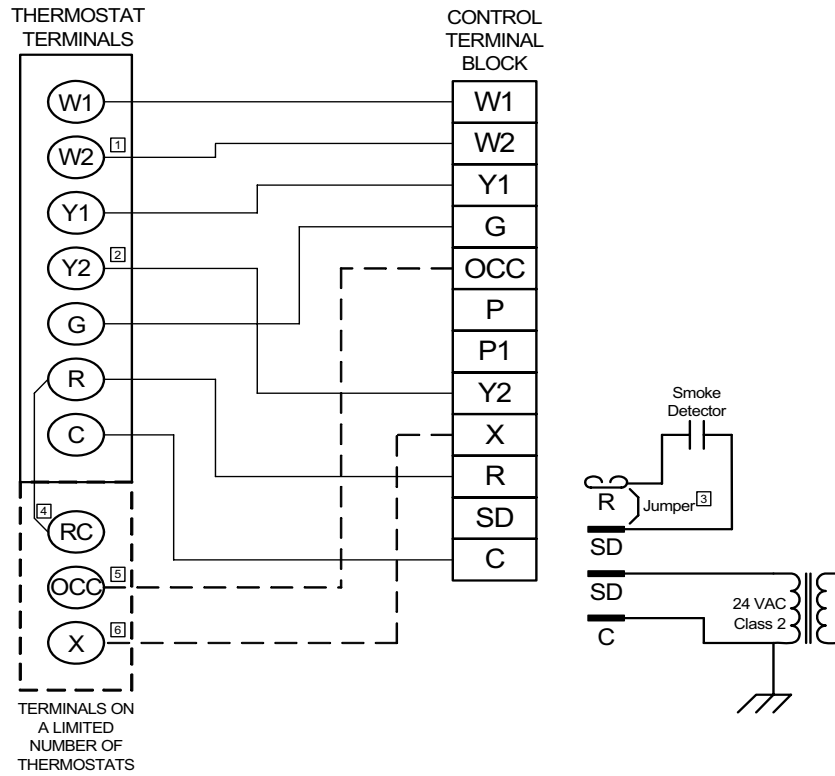 THERMOSTAT
TERMINALS
W1
W2 1
Y1
Y2 2
G
R
C
4 RC
OCC 5
X 6
TERMINALS ON
A LIMITED
NUMBER OF
THERMOSTATS
CONTROL
TERMINAL
BLOCK
W1
W2
Y1
G
OCC
P
P1
Y2
X
R
SD
C
Smoke
Detector
R
Jumper 3
SD
SD
24 VAC
Class 2
C